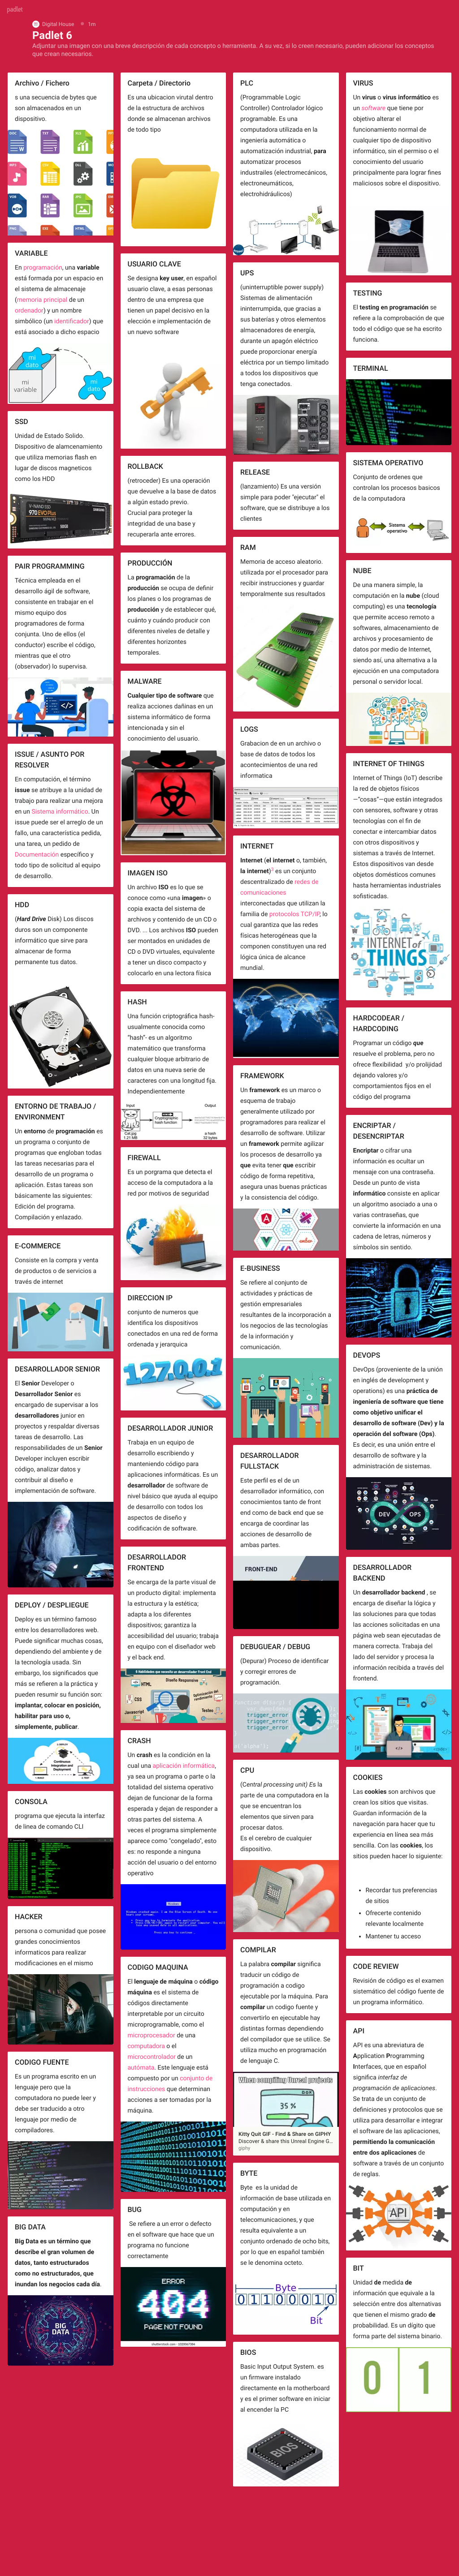 padlet
Digital House + 1m
Padlet 6
Adjuntar una imagen con una breve descripción de cada concepto o herramienta. A su vez, si lo creen necesario, pueden adicionar los conceptos
que crean necesarios.
Archivo / Fichero
s una secuencia de bytes que
son almacenados en un
dispositivo.
VARIABLE
En programación, una variable
está formada por un espacio en
el sistema de almacenaje
(memoria principal de un
ordenador) y un nombre
simbólico (un identificador) que
está asociado a dicho espacio
mi
dato
mi
variable
mi
dato
SSD
Unidad de Estado Solido.
Dispositivo de alamcenamiento
que utiliza memorias flash en
lugar de discos magneticos
como los HDD
V-NAND SSD
970 EVO Plus
PAIR PROGRAMMING
Técnica empleada en el
desarrollo ágil de software,
consistente en trabajar en el
mismo equipo dos
programadores de forma
conjunta. Uno de ellos (el
conductor) escribe el código,
mientras que el otro
(observador) lo supervisa.
ISSUE / ASUNTO POR
RESOLVER
En computación, el término
issue se atribuye a la unidad de
trabajo para realizar una mejora
en un Sistema informático. Un
issue puede ser el arreglo de un
fallo, una característica pedida,
una tarea, un pedido de
Documentación específico y
todo tipo de solicitud al equipo
de desarrollo.
HDD
(Hard Drive Disk) Los discos
duros son un componente
informático que sirve para
almacenar de forma
permanente tus datos.
ENTORNO DE TRABAJO /
ENVIRONMENT
Un entorno de programación es
un programa o conjunto de
programas que engloban todas
las tareas necesarias para el
desarrollo de un programa o
aplicación. Estas tareas son
básicamente las siguientes:
Edición del programa.
Compilación y enlazado.
E-COMMERCE
Consiste en la compra y venta
de productos o de servicios a
través de internet
DESARROLLADOR SENIOR
El Senior Developer o
Desarrollador Senior es
encargado de supervisar a los
desarrolladores junior en
proyectos y respaldar diversas
tareas de desarrollo. Las
responsabilidades de un Senior
Developer incluyen escribir
código, analizar datos y
contribuir al diseño e
implementación de software.
DEPLOY / DESPLIEGUE
Deploy es un término famoso
entre los desarrolladores web.
Puede significar muchas cosas,
dependiendo del ambiente y de
la tecnología usada. Sin
embargo, los significados que
más se refieren a la práctica y
pueden resumir su función son:
implantar, colocar en posición,
habilitar para uso o,
simplemente, publicar.
CONSOLA
programa que ejecuta la interfaz
de linea de comando CLI
HACKER
persona o comunidad que posee
grandes conocimientos
informaticos para realizar
modificaciones en el mismo
CODIGO FUENTE
Es un programa escrito en un
lenguaje pero que la
computadora no puede leer y
debe ser traducido a otro
lenguaje por medio de
compiladores.
BIG DATA
Big Data es un término que
describe el gran volumen de
datos, tanto estructurados
como no estructurados, que
inundan los negocios cada día.
BIG
DATA
Carpeta / Directorio
Es una ubicacion virutal dentro
de la estructura de archivos
donde se almacenan archivos
de todo tipo
USUARIO CLAVE
Se designa key user, en español
usuario clave, a esas personas
dentro de una empresa que
tienen un papel decisivo en la
elección e implementación de
un nuevo software
ROLLBACK
(retroceder) Es una operación
que devuelve a la base de datos
a algún estado previo.
Crucial para proteger la
integridad de una base y
recuperarla ante errores.
PRODUCCIÓN
La programación de la
producción se ocupa de definir
los planes o los programas de
producción y de establecer qué,
cuánto y cuándo producir con
diferentes niveles de detalle y
diferentes horizontes
temporales.
MALWARE
Cualquier tipo de software que
realiza acciones dañinas en un
sistema informático de forma
intencionada y sin el
conocimiento del usuario.
IMAGEN ISO
Un archivo ISO es lo que se
conoce como «una imagen» o
copia exacta del sistema de
archivos y contenido de un CD o
DVD. ... Los archivos ISO pueden
ser montados en unidades de
CD o DVD virtuales, equivalente
a tener un disco compacto y
colocarlo en una lectora física
HASH
Una función criptográfica hash-
usualmente conocida como
"hash"- es un algoritmo
matemático que transforma
cualquier bloque arbitrario de
datos en una nueva serie de
caracteres con una longitud fija.
Independientemente
Input
Output
Cryptographic
hash function
Cat.jpg
1.21 MB
a hash
32 bytes
FIREWALL
Es un porgrama que detecta el
acceso de la computadora a la
red por motivos de seguridad
DIRECCION IP
conjunto de numeros que
identifica los dispositivos
conectados en una red de forma
ordenada y jerarquica
127.0.0.1
DESARROLLADOR JUNIOR
Trabaja en un equipo de
desarrollo escribiendo y
manteniendo código para
aplicaciones informáticas. Es un
desarrollador de software de
nivel básico que ayuda al equipo
de desarrollo con todos los
aspectos de diseño y
codificación de software.
DESARROLLADOR
FRONTEND
Se encarga de la parte visual de
un producto digital: implementa
la estructura y la estética;
adapta a los diferentes
dispositivos; garantiza la
accesibilidad del usuario; trabaja
en equipo con el diseñador web
y el back end.
HTML
Diseño Responsive
CSS
JavaScript
Testeo
CRASH
Un crash es la condición en la
cual una aplicación informática,
ya sea un programa o parte o la
totalidad del sistema operativo
dejan de funcionar de la forma
esperada y dejan de responder a
otras partes del sistema. A
veces el programa simplemente
aparece como "congelado", esto
es: no responde a ninguna
acción del usuario o del entorno
operativo
CODIGO MAQUINA
El lenguaje de máquina o código
máquina es el sistema de
códigos directamente
interpretable por un circuito
microprogramable, como el
microprocesador de una
computadora o el
microcontrolador de un
autómata. Este lenguaje está
compuesto por un conjunto de
instrucciones que determinan
acciones a ser tomadas por la
máquina.
BUG
Se refiere a un error o defecto
en el software que hace que un
programa no funcione
correctamente
ERROR
404
PAGE NOT FOUND
PLC
(Programmable Logic
Controller) Controlador lógico
programable. Es una
computadora utilizada en la
ingeniería automática o
automatización industrial, para
automatizar procesos
industriales (electromecánicos,
electroneumáticos,
electrohidráulicos)
UPS
(uninterruptible power supply)
Sistemas de alimentación
ininterrumpida, que gracias a
sus baterías y otros elementos
almacenadores de energía,
durante un apagón eléctrico
puede proporcionar energía
eléctrica por un tiempo limitado
a todos los dispositivos que
tenga conectados.
RELEASE
(lanzamiento) Es una versión
simple para poder "ejecutar" el
software, que se distribuye a los
clientes
RAM
Memoria de acceso aleatorio.
utilizada por el procesador para
recibir instrucciones y guardar
temporalmente sus resultados
LOGS
Grabacion de en un archivo o
base de datos de todos los
acontecimientos de una red
informatica
INTERNET
Internet (el internet o, también,
la internet)3 es un conjunto
descentralizado de redes de
comunicaciones
interconectadas que utilizan la
familia de protocolos TCP/IP, lo
cual garantiza que las redes
físicas heterogéneas que la
componen constituyen una red
lógica única de alcance
mundial.
FRAMEWORK
Un framework es un marco o
esquema de trabajo
generalmente utilizado por
programadores para realizar el
desarrollo de software. Utilizar
un framework permite agilizar
los procesos de desarrollo ya
que evita tener que escribir
código de forma repetitiva,
asegura unas buenas prácticas
y la consistencia del código.
E-BUSINESS
Se refiere al conjunto de
actividades y prácticas de
gestión empresariales
resultantes de la incorporación a
los negocios de las tecnologías
de la información y
comunicación.
DESARROLLADOR
FULLSTACK
Este perfil es el de un
desarrollador informático, con
conocimientos tanto de front
end como de back end que se
encarga de coordinar las
acciones de desarrollo de
ambas partes.
FRONT-END
DEBUGUEAR / DEBUG
(Depurar) Proceso de identificar
y corregir errores de
programación.
trigger_error
trigger_error
CPU
(Central processing unit) Es la
parte de una computadora en la
que se encuentran los
elementos que sirven para
procesar datos.
Es el cerebro de cualquier
dispositivo.
COMPILAR
La palabra compilar significa
traducir un código de
programación a codigo
ejecutable por la máquina. Para
compilar un codigo fuente y
convertirlo en ejecutable hay
distintas formas dependiendo
del compilador que se utilice. Se
utiliza mucho en programación
de lenguaje C.
When compiling Unreal projects
35 %
Kitty Quit GIF - Find & Share on GIPHY
Discover & share this Unreal Engine G...
giphy
BYTE
Byte es la unidad de
información de base utilizada en
computación y en
telecomunicaciones, y que
resulta equivalente a un
conjunto ordenado de ocho bits,
por lo que en español también
se le denomina octeto.
Byte
01100010
Bit
BIOS
Basic Input Output System. es
un firmware instalado
directamente en la motherboard
y es el primer software en iniciar
al encender la PC
BIOS
VIRUS
Un virus o virus informático es
un software que tiene por
objetivo alterar el
funcionamiento normal de
cualquier tipo de dispositivo
informático, sin el permiso o el
conocimiento del usuario
principalmente para lograr fines
maliciosos sobre el dispositivo.
TESTING
El testing en programación se
refiere a la comprobación de que
todo el código que se ha escrito
funciona.
TERMINAL
SISTEMA OPERATIVO
Conjunto de ordenes que
controlan los procesos basicos
de la computadora
Sistema
operativo
NUBE
De una manera simple, la
computación en la nube (cloud
computing) es una tecnología
que permite acceso remoto a
softwares, almacenamiento de
archivos y procesamiento de
datos por medio de Internet,
siendo así, una alternativa a la
ejecución en una computadora
personal o servidor local.
INTERNET OF THINGS
Internet of Things (IoT) describe
la red de objetos físicos
—"cosas"—que están integrados
con sensores, software y otras
tecnologías con el fin de
conectar e intercambiar datos
con otros dispositivos y
sistemas a través de Internet.
Estos dispositivos van desde
objetos domésticos comunes
hasta herramientas industriales
sofisticadas.
INTERNET of
THINGS
HARDCODEAR /
HARDCODING
Programar un código que
resuelve el problema, pero no
ofrece flexibilidad y/o prolijidad
dejando valores y/o
comportamientos fijos en el
código del programa
ENCRIPTAR /
DESENCRIPTAR
Encriptar o cifrar una
información es ocultar un
mensaje con una contraseña.
Desde un punto de vista
informático consiste en aplicar
un algoritmo asociado a una o
varias contraseñas, que
convierte la información en una
cadena de letras, números y
símbolos sin sentido.
DEVOPS
DevOps (proveniente de la unión
en inglés de development y
operations) es una práctica de
ingeniería de software que tiene
como objetivo unificar el
desarrollo de software (Dev) y la
operación del software (Ops).
Es decir, es una unión entre el
desarrollo de software y la
administración de sistemas.
DEV
OPS
DESARROLLADOR
BACKEND
Un desarrollador backend , se
encarga de diseñar la lógica y
las soluciones para que todas
las acciones solicitadas en una
página web sean ejecutadas de
manera correcta. Trabaja del
lado del servidor y procesa la
información recibida a través del
frontend.
COOKIES
Las cookies son archivos que
crean los sitios que visitas.
Guardan información de la
navegación para hacer que tu
experiencia en línea sea más
sencilla. Con las cookies, los
sitios pueden hacer lo siguiente:
• Recordar tus preferencias
de sitios
• Ofrecerte contenido
relevante localmente
• Mantener tu acceso
CODE REVIEW
Revisión de código es el examen
sistemático del código fuente de
un programa informático.
API
API es una abreviatura de
Application Programming
Interfaces, que en español
significa interfaz de
programación de aplicaciones.
Se trata de un conjunto de
definiciones y protocolos que se
utiliza para desarrollar e integrar
el software de las aplicaciones,
permitiendo la comunicación
entre dos aplicaciones de
software a través de un conjunto
de reglas.
API
BIT
Unidad de medida de
información que equivale a la
selección entre dos alternativas
que tienen el mismo grado de
probabilidad. Es un dígito que
forma parte del sistema binario.
0 1